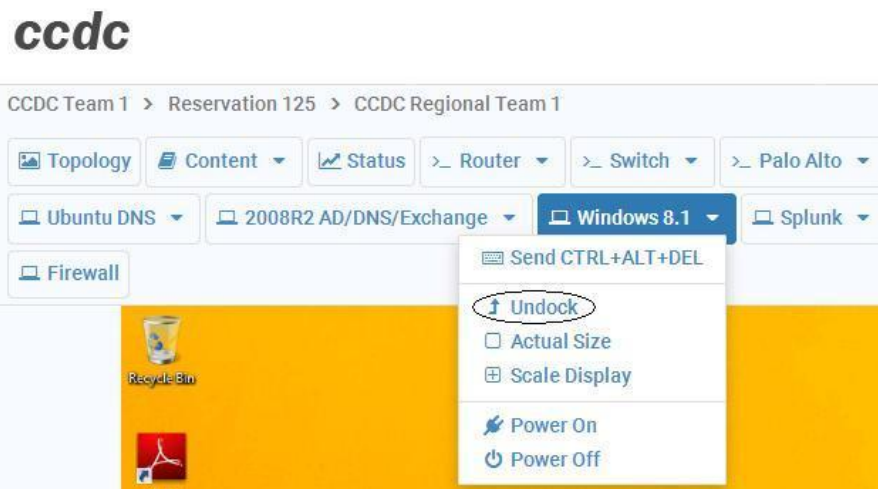 ccdc
CCDC Team 1 > Reservation 125 > CCDC Regional Team 1
Topology Content Status >_ Router >_ Switch >_ Palo Alto
Ubuntu DNS 2008R2 AD/DNS/Exchange Windows 8.1 Splunk
Send CTRL+ALT+DEL
Firewall
Undock
Actual Size
Scale Display
Recycle Bin
Power On
Power Off